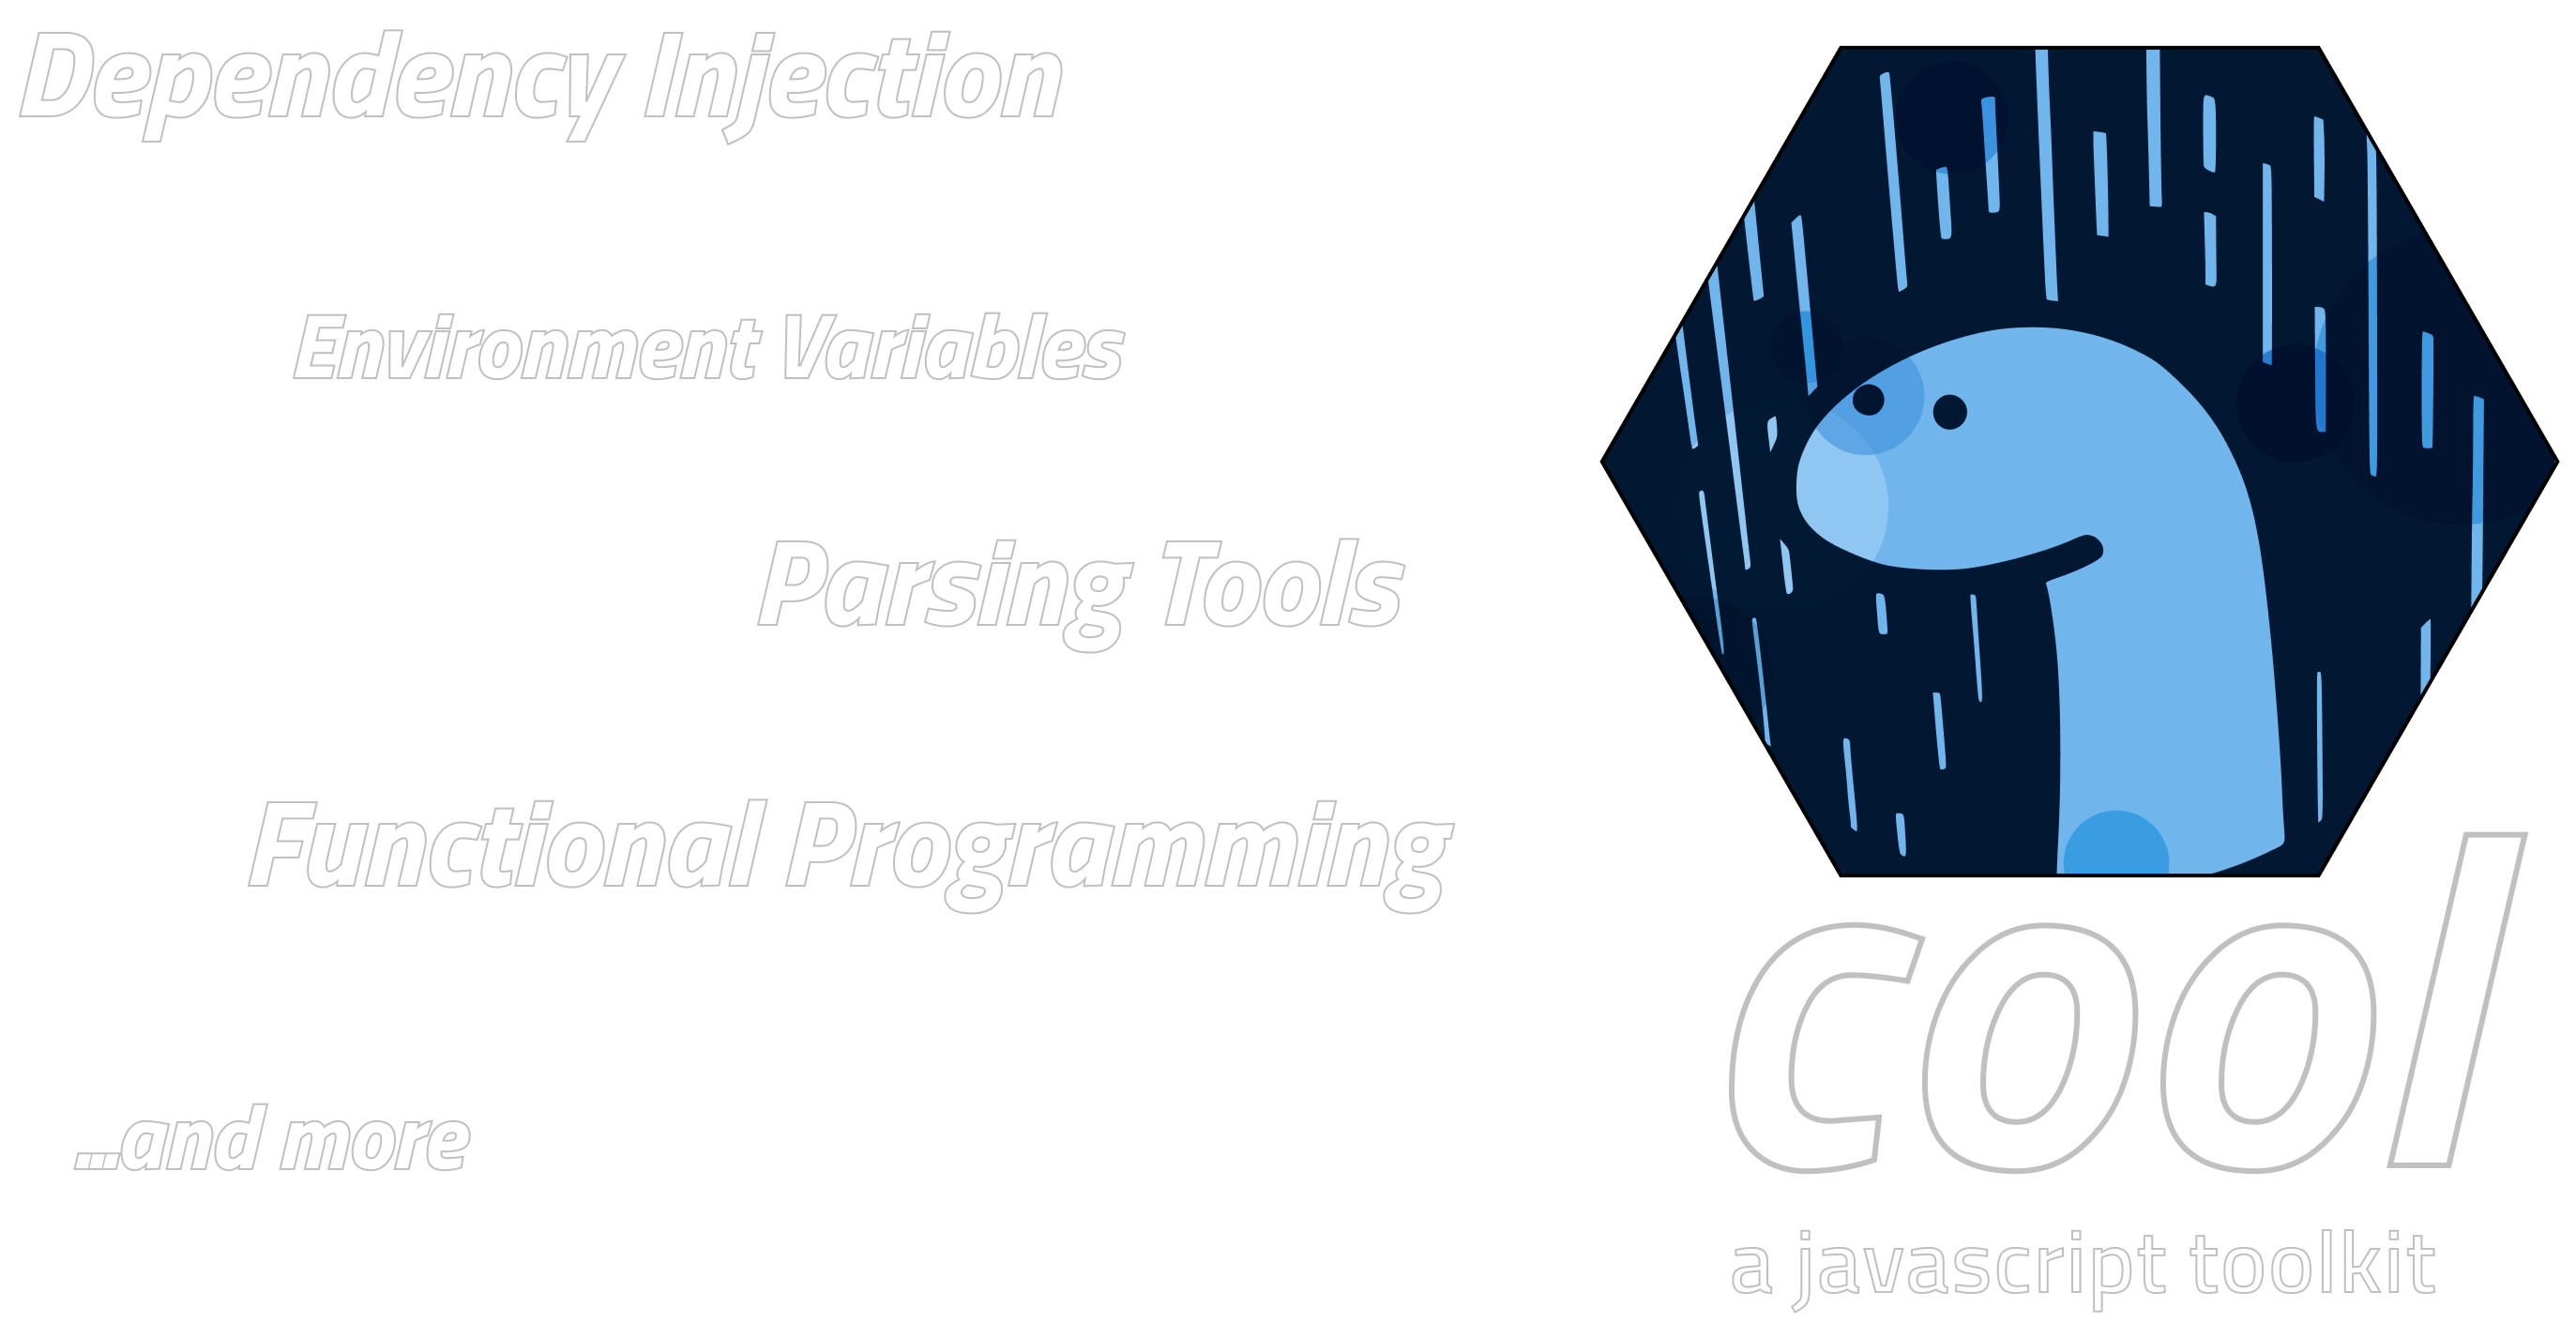 Dependency Injection
Environment Variables
Parsing Tools
Functional Programming
...and more
cool
a javascript toolkit